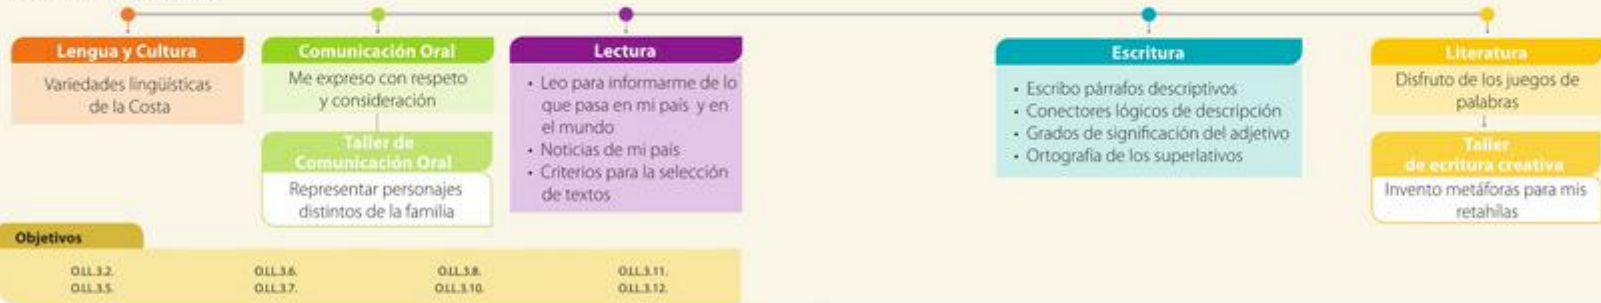 Lengua y Cultura
Variedades lingüísticas
de la Costa
Comunicación Oral
Me expreso con respeto
y consideración
Taller de
Comunicación Oral
Representar personajes
distintos de la familia
Lectura
• Leo para informarme de lo
que pasa en mi país y en
el mundo
• Noticias de mi país
• Criterios para la selección
de textos
Escritura
• Escribo párrafos descriptivos
• Conectores lógicos de descripción
• Grados de significación del adjetivo
• Ortografía de los superlativos
Literatura
Disfruto de los juegos de
palabras
Taller
de ecritura creativa
Invento metáforas para mis
retahílas
Objetivos
O.LL.3.2. O.LL.3.6. O.LL.3.8. O.LL.3.11.
O.LL.3.5. O.LL.3.7. O.LL.3.10. O.LL.3.12.